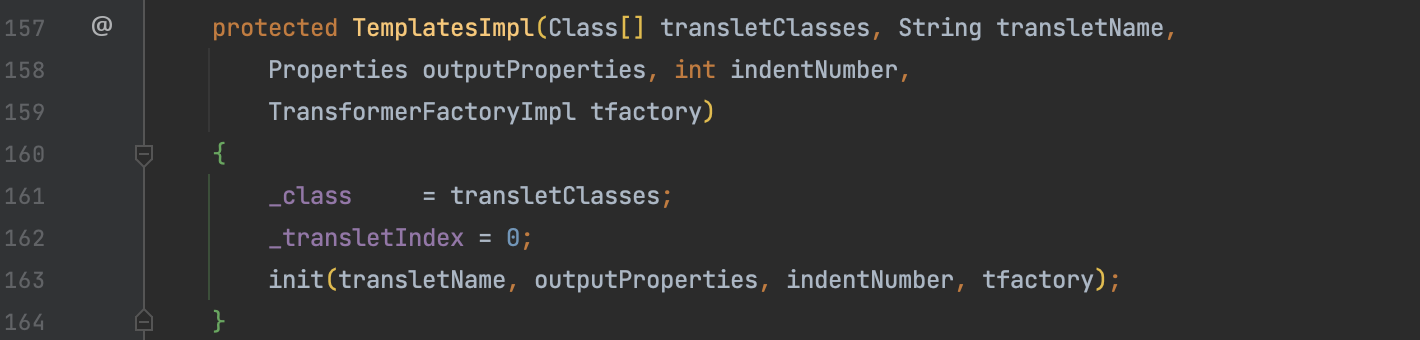 157 @ protected TemplatesImpl(Class[] transletClasses, String transletName,
158 Properties outputProperties, int indentNumber,
159 TransformerFactoryImpl tfactory)
160 {
161 _class     = transletClasses;
162 _transletIndex = 0;
163 init(transletName, outputProperties, indentNumber, tfactory);
164 }